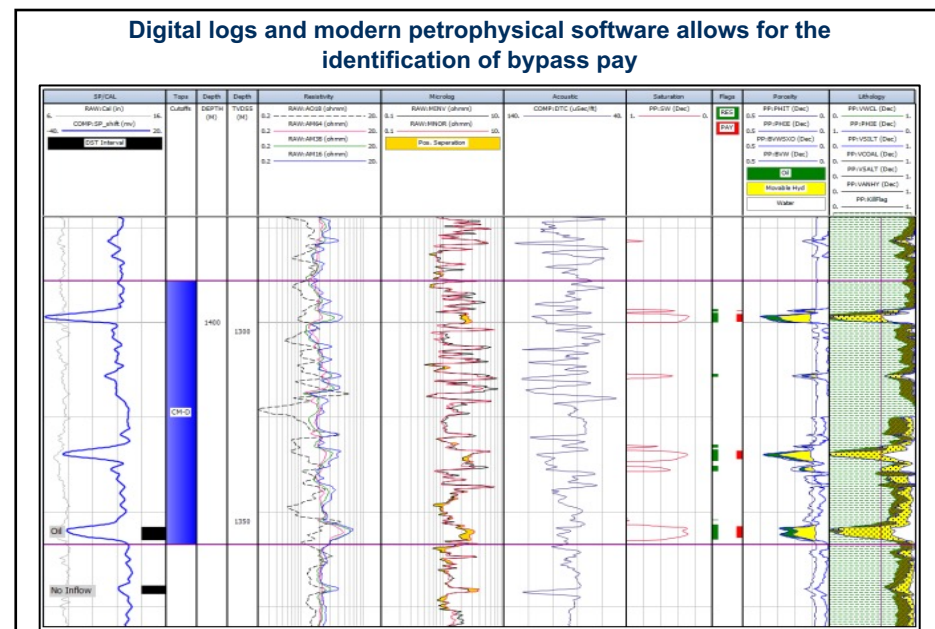 Digital logs and modern petrophysical software allows for the
identification of bypass pay
SP/CAL
Tops
Depth
Depth
Resistivity
Microlog
Acoustic
Saturation
Flags
Porosity
Lithology
RAW:Cal (in)
6. 16.
COMP:SP_shift (mv)
-40. 20.
DST Interval
Cutoffs
DEPTH
(M)
TVDSS
(M)
0.2 20.
RAW:AM64 (ohmm)
0.2 20.
RAW:AM38 (ohmm)
0.2 20.
RAW:AM16 (ohmm)
0.2 20.
RAW:MINV (ohmm)
0.1 10.
RAW:MNOR (ohmm)
0.1 10.
Pos. Seperation
COMP:DTC (uSec/ft)
140. 40.
PP:SW (Dec)
1. 0.
RES
PAY
PP:PHIT (Dec)
0.5 0.
PP:PHIE (Dec)
0.5 0.
PP:BVWSXO (Dec)
0.5 0.
PP:BVW (Dec)
0.5 0.
Oil
Movable Hyd
Water
PP:VWCL (Dec)
0. 1.
PP:PHIE (Dec)
1. 0.
PP:VSILT (Dec)
0. 1.
PP:VCOAL (Dec)
0. 1.
PP:VSALT (Dec)
0. 1.
PP:VANHY (Dec)
0. 1.
PP:KillFlag
0. 1.
1400
1300
CM-D
1350
Oil
No Inflow